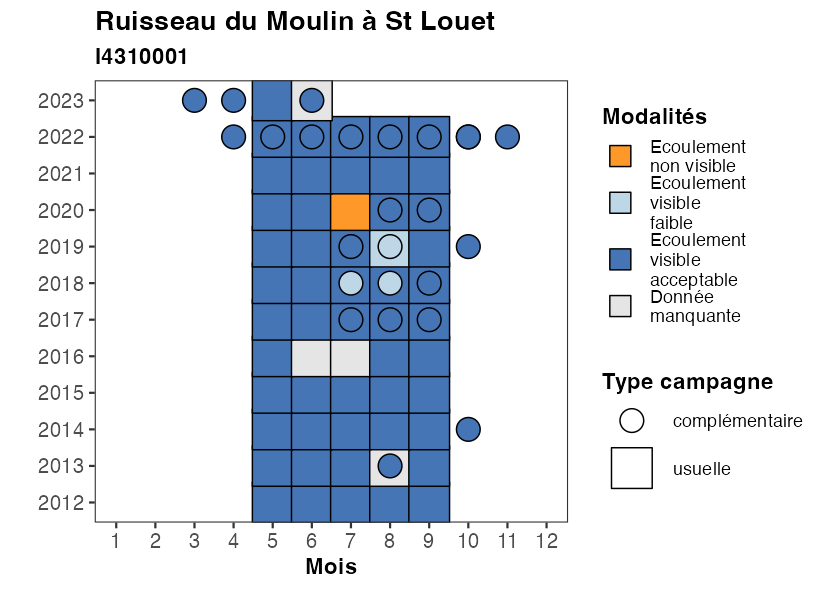 Ruisseau du Moulin à St Louet
I4310001
2023
2022
2021
2020
2019
2018
2017
2016
2015
2014
2013
2012
1 2 3 4 5 6 7 8 9 10 11 12
Mois
Modalités
Ecoulement
non visible
Ecoulement
visible
faible
Ecoulement
visible
acceptable
Donnée
manquante
Type campagne
complémentaire
usuelle